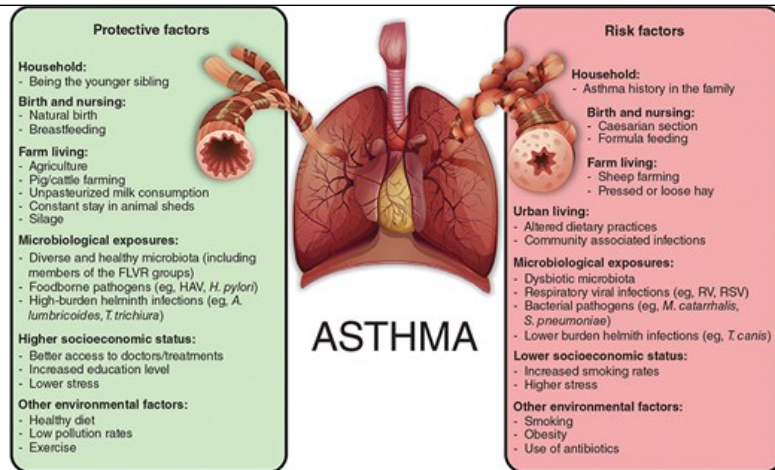 Protective factors
Household:
- Being the younger sibling
Birth and nursing:
- Natural birth
- Breastfeeding
Farm living:
- Agriculture
- Pig/cattle farming
- Unpasteurized milk consumption
- Constant stay in animal sheds
- Silage
Microbiological exposures:
- Diverse and healthy microbiota (including
members of the FLVR groups)
- Foodborne pathogens (eg, HAV, H. pylori)
- High-burden helminth infections (eg, A.
lumbricoides, T. trichiura)
Higher socioeconomic status:
- Better access to doctors/treatments
- Increased education level
- Lower stress
Other environmental factors:
- Healthy diet
- Low pollution rates
- Exercise
ASTHMA
Risk factors
Household:
- Asthma history in the family
Birth and nursing:
- Caesarian section
- Formula feeding
Farm living:
- Sheep farming
- Pressed or loose hay
Urban living:
- Altered dietary practices
- Community associated infections
Microbiological exposures:
- Dysbiotic microbiota
- Respiratory viral infections (eg, RV, RSV)
- Bacterial pathogens (eg, M. catarrhalis,
S. pneumoniae)
- Lower burden helmith infections (eg, T. canis)
Lower socioeconomic status:
- Increased smoking rates
- Higher stress
Other environmental factors:
- Smoking
- Obesity
- Use of antibiotics